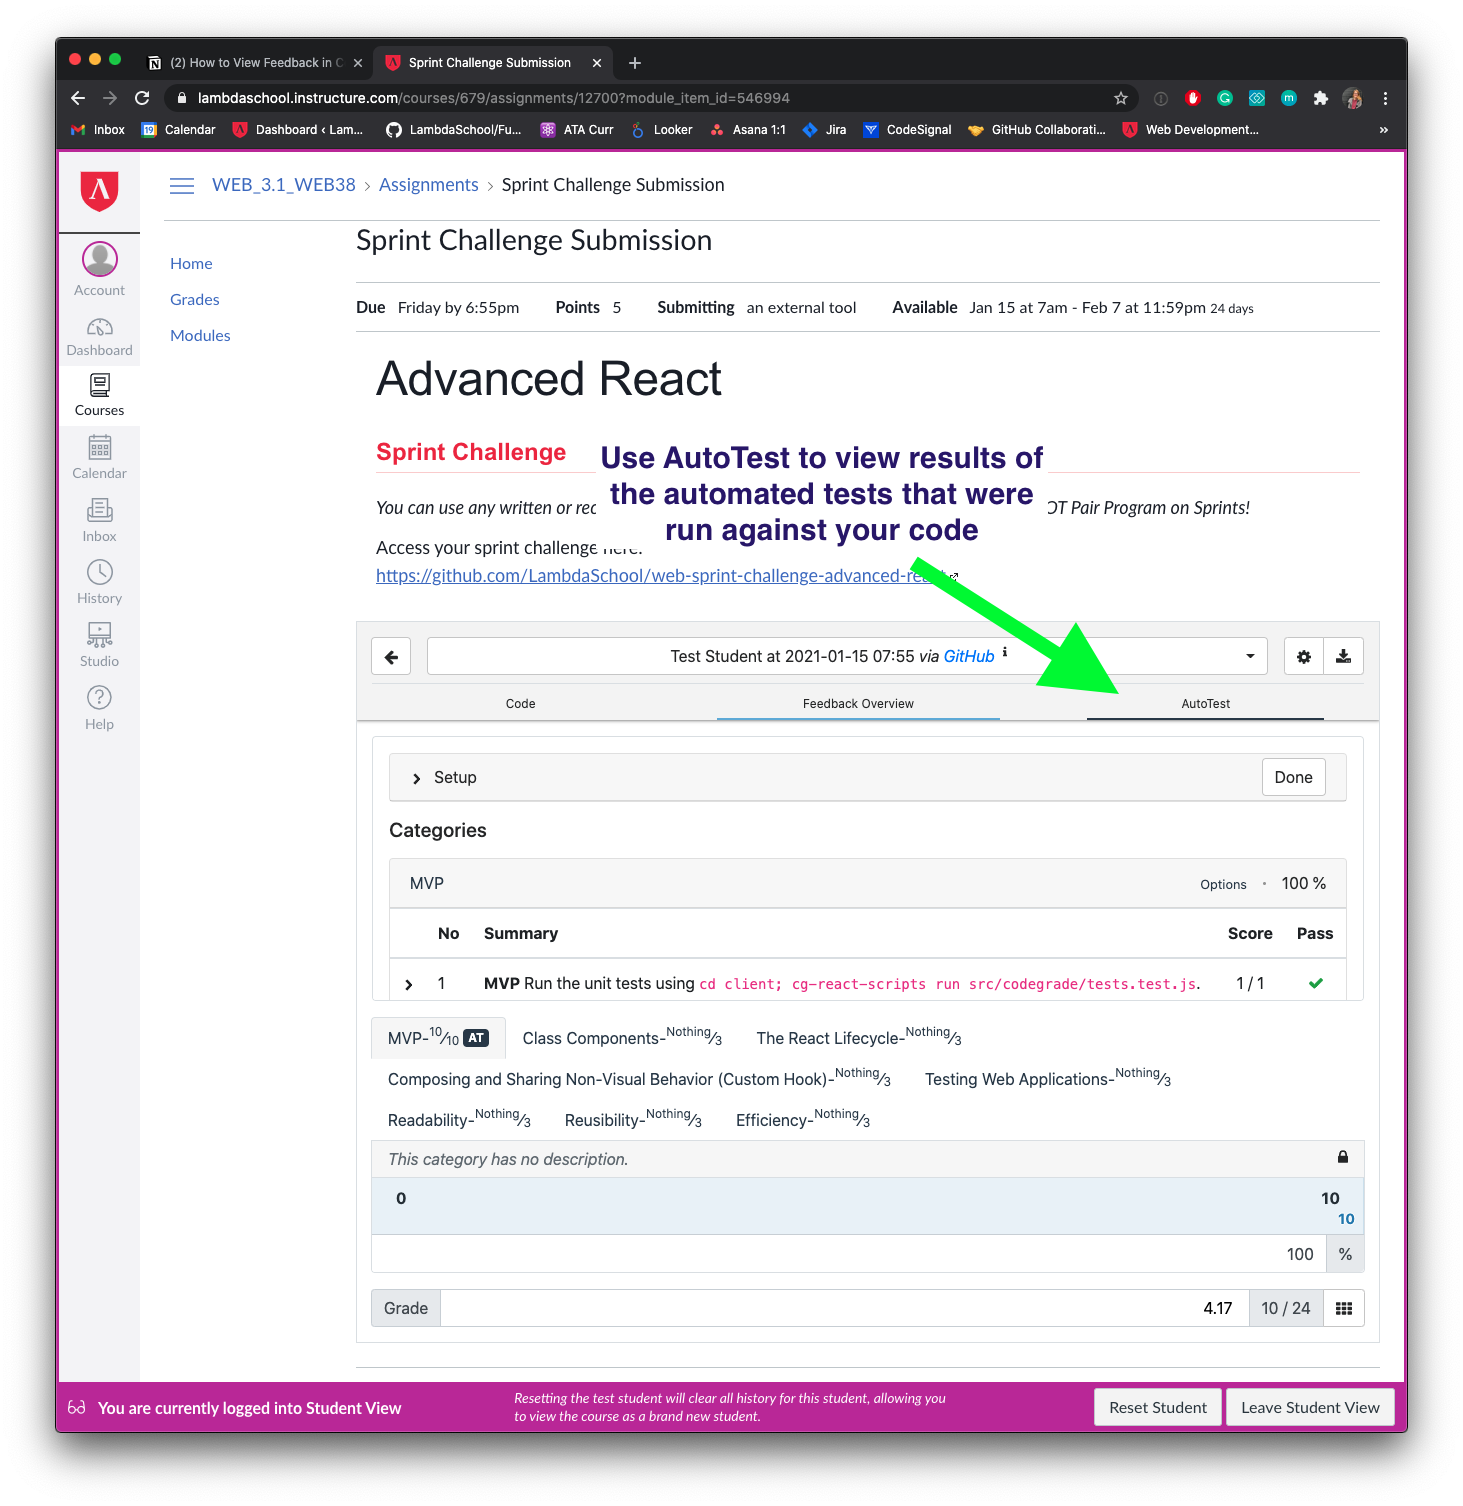 (2) How to View Feedback in C
Sprint Challenge Submission
lambdaschool.instructure.com/courses/679/assignments/12700?module_item_id=546994
Inbox
19 Calendar
Dashboard ‹ Lam...
LambdaSchool/Fu...
ATA Curr
Looker
Asana 1:1
Jira
CodeSignal
GitHub Collaborati...
Web Development...
»
WEB_3.1_WEB38 › Assignments › Sprint Challenge Submission
Account
Dashboard
Courses
Calendar
Inbox
History
Studio
Help
Home
Grades
Modules
Sprint Challenge Submission
Due Friday by 6:55pm Points 5 Submitting an external tool Available Jan 15 at 7am - Feb 7 at 11:59pm 24 days
Advanced React
Sprint Challenge
Use AutoTest to view results of
the automated tests that were
run against your code
You can use any written or rec OT Pair Program on Sprints!
Access your sprint challenge here:
https://github.com/LambdaSchool/web-sprint-challenge-advanced-react
Test Student at 2021-01-15 07:55 via GitHub i
Code Feedback Overview AutoTest
Setup Done
Categories
MVP Options • 100 %
No Summary Score Pass
1 MVP Run the unit tests using cd client; cg-react-scripts run src/codegrade/tests.test.js. 1 / 1
MVP-10/10 AT Class Components-Nothing/3 The React Lifecycle-Nothing/3
Composing and Sharing Non-Visual Behavior (Custom Hook)-Nothing/3 Testing Web Applications-Nothing/3
Readability-Nothing/3 Reusibility-Nothing/3 Efficiency-Nothing/3
This category has no description.
0 10
10
100 %
Grade 4.17 10 / 24
You are currently logged into Student View
Resetting the test student will clear all history for this student, allowing you
to view the course as a brand new student.
Reset Student
Leave Student View